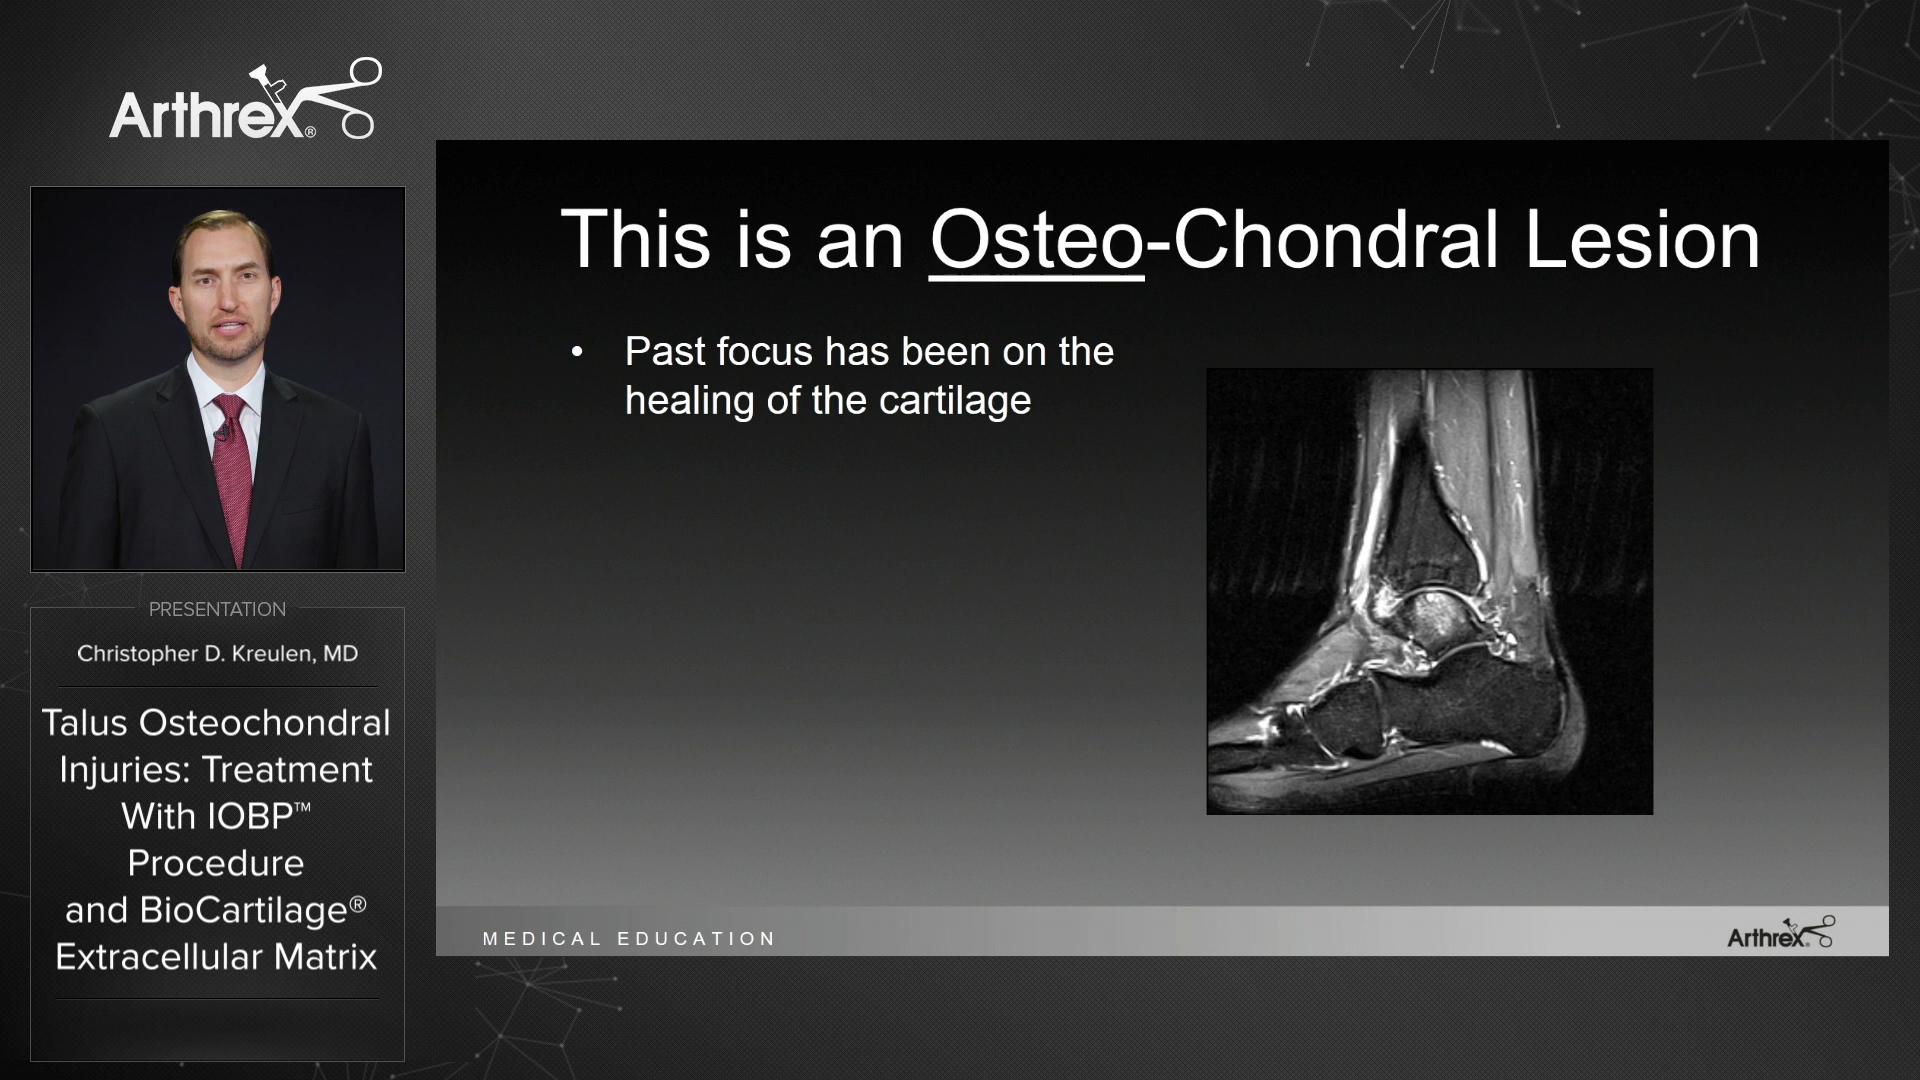 Arthrex®
This is an Osteo-Chondral Lesion
• Past focus has been on the
healing of the cartilage
PRESENTATION
Christopher D. Kreulen, MD
Talus Osteochondral
Injuries: Treatment
With IOBP™
Procedure
and BioCartilage®
Extracellular Matrix
MEDICAL EDUCATION
Arthrex®